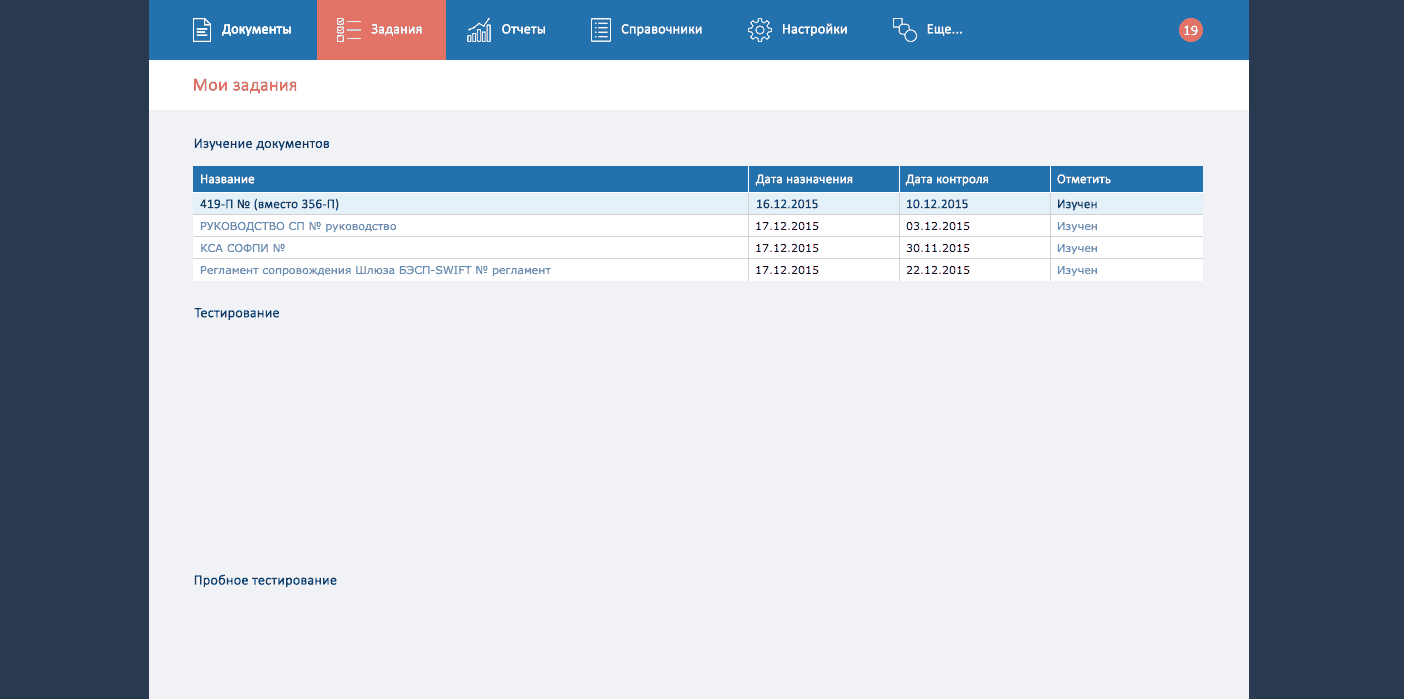 Документы Задания Отчеты Справочники Настройки Еще... 19
Мои задания
Изучение документов
Название Дата назначения Дата контроля Отметить
419-П № (вместо 356-П) 16.12.2015 10.12.2015 Изучен
РУКОВОДСТВО СП № руководство 17.12.2015 03.12.2015 Изучен
КСА СОФПИ № 17.12.2015 30.11.2015 Изучен
Регламент сопровождения Шлюза БЭСП-SWIFT № регламент 17.12.2015 22.12.2015 Изучен
Тестирование
Пробное тестирование